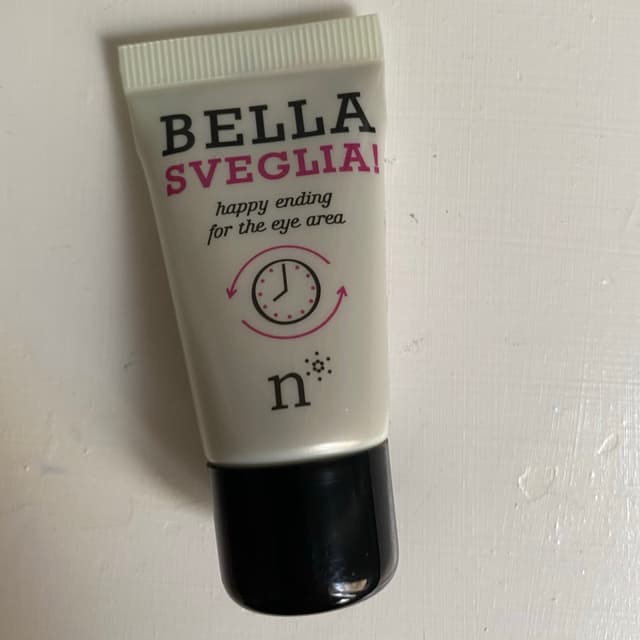 BELLA
SVEGLIA!
happy ending
for the eye area
n